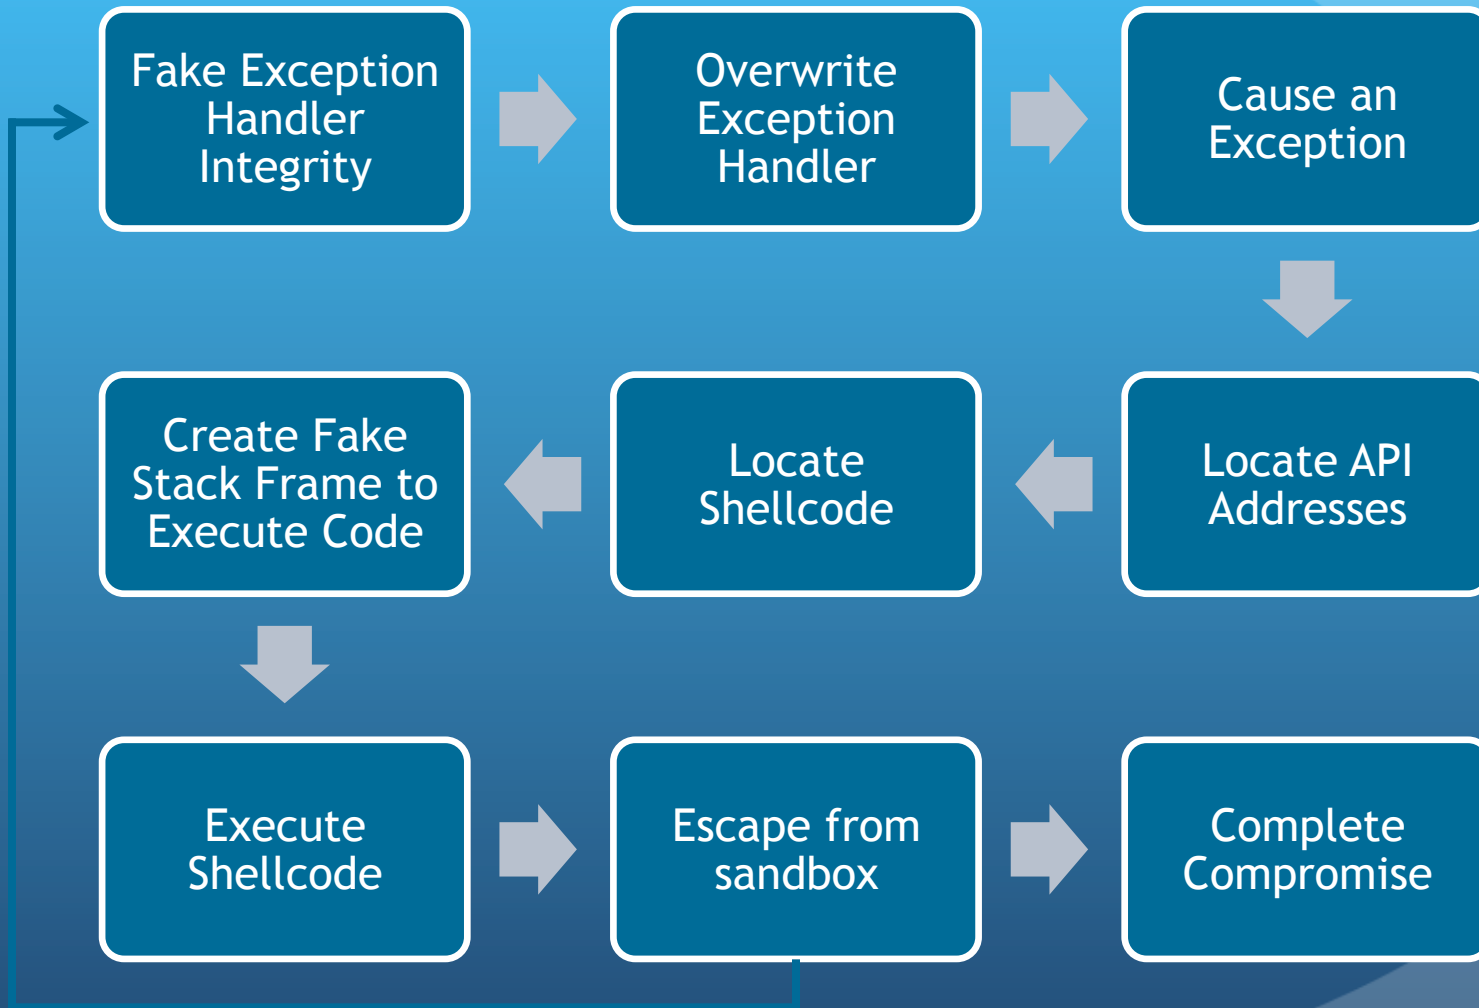 Fake Exception
Handler
Integrity
Overwrite
Exception
Handler
Cause an
Exception
Locate API
Addresses
Locate
Shellcode
Create Fake
Stack Frame to
Execute Code
Execute
Shellcode
Escape from
sandbox
Complete
Compromise